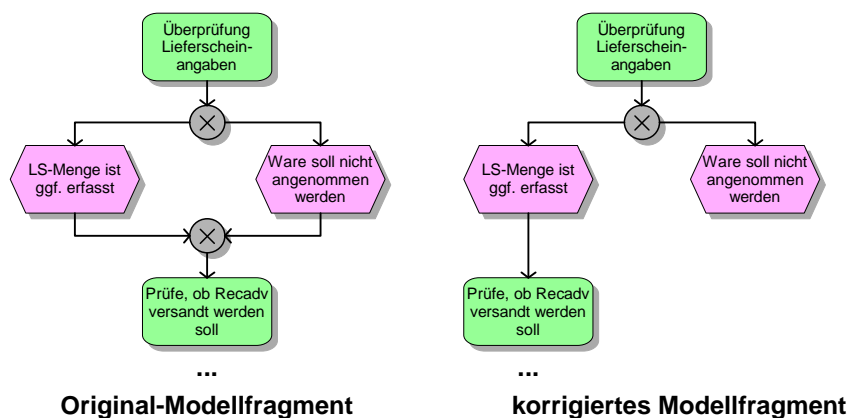 Überprüfung
Lieferschein-
angaben
LS-Menge ist
ggf. erfasst
Ware soll nicht
angenommen
werden
Prüfe, ob Recadv
versandt werden
soll
...
Original-Modellfragment
Überprüfung
Lieferschein-
angaben
LS-Menge ist
ggf. erfasst
Ware soll nicht
angenommen
werden
Prüfe, ob Recadv
versandt werden
soll
...
korrigiertes Modellfragment